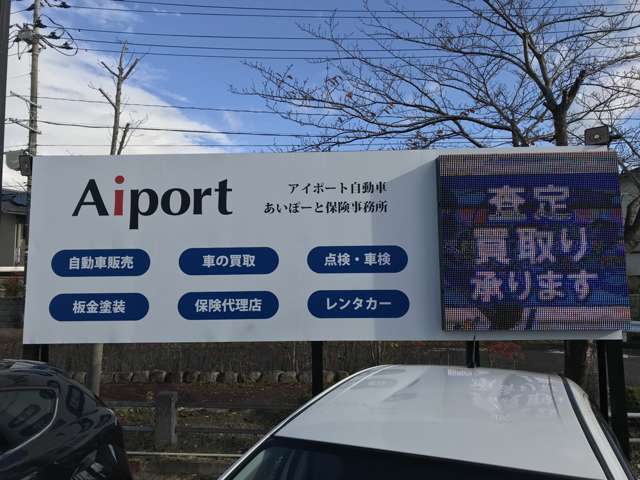 Aiport
アイポート自動車
あいぽーと保険事務所
自動車販売
車の買取
点検・車検
板金塗装
保険代理店
レンタカー
査定
買取り
承ります